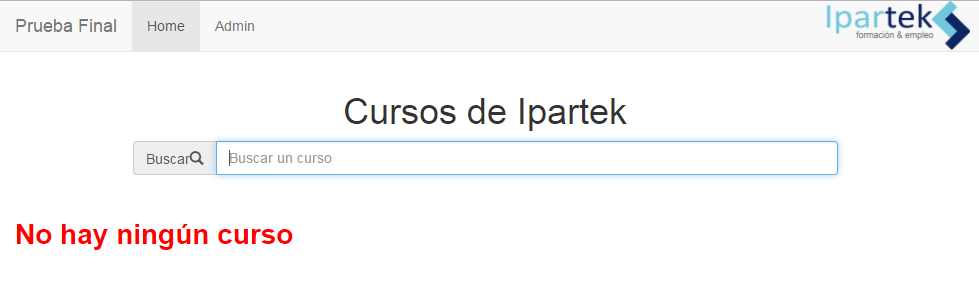 Prueba Final Home Admin Ipartek
formación & empleo
Cursos de Ipartek
Buscar Buscar un curso
No hay ningún curso